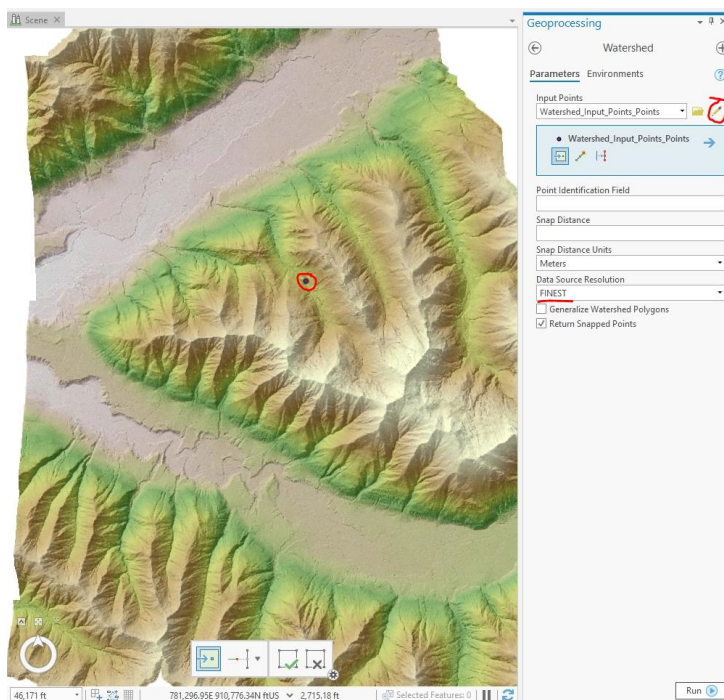 Scene
Geoprocessing
Watershed
Parameters Environments
Input Points
Watershed_Input_Points_Points
Watershed_Input_Points_Points
Point Identification Field
Snap Distance
Snap Distance Units
Meters
Data Source Resolution
FINEST
Generalize Watershed Polygons
Return Snapped Points
46,171 ft
781,296.95E 910,776.34N ftUS
2,715.18 ft
Selected Features: 0
Run